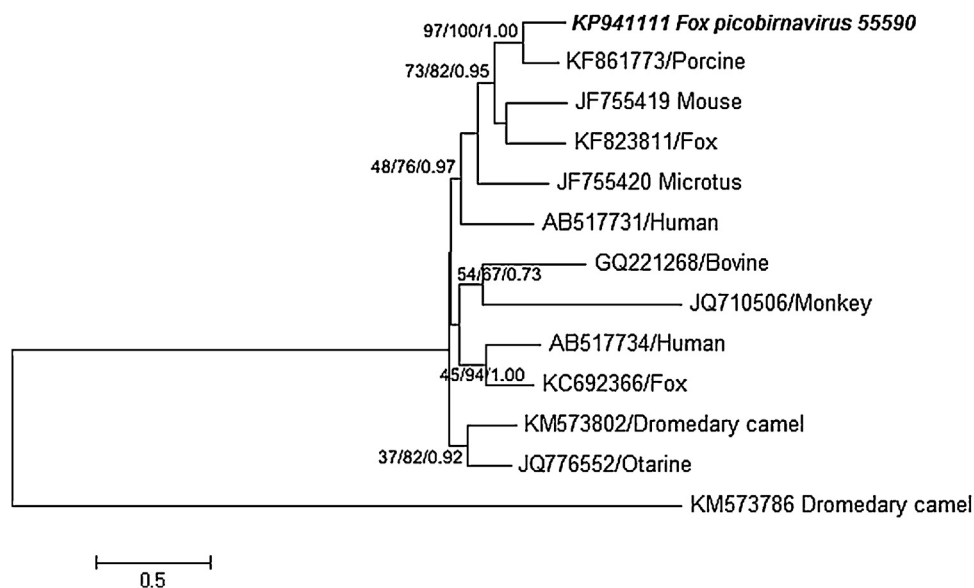 KP941111 Fox picobirnavirus 55590
97/100/1.00
KF861773/Porcine
73/82/0.95
JF755419 Mouse
KF823811/Fox
48/76/0.97
JF755420 Microtus
AB517731/Human
GQ221268/Bovine
54/67/0.73
JQ710506/Monkey
AB517734/Human
45/94/1.00
KC692366/Fox
KM573802/Dromedary camel
37/82/0.92
JQ776552/Otarine
KM573786 Dromedary camel
0.5